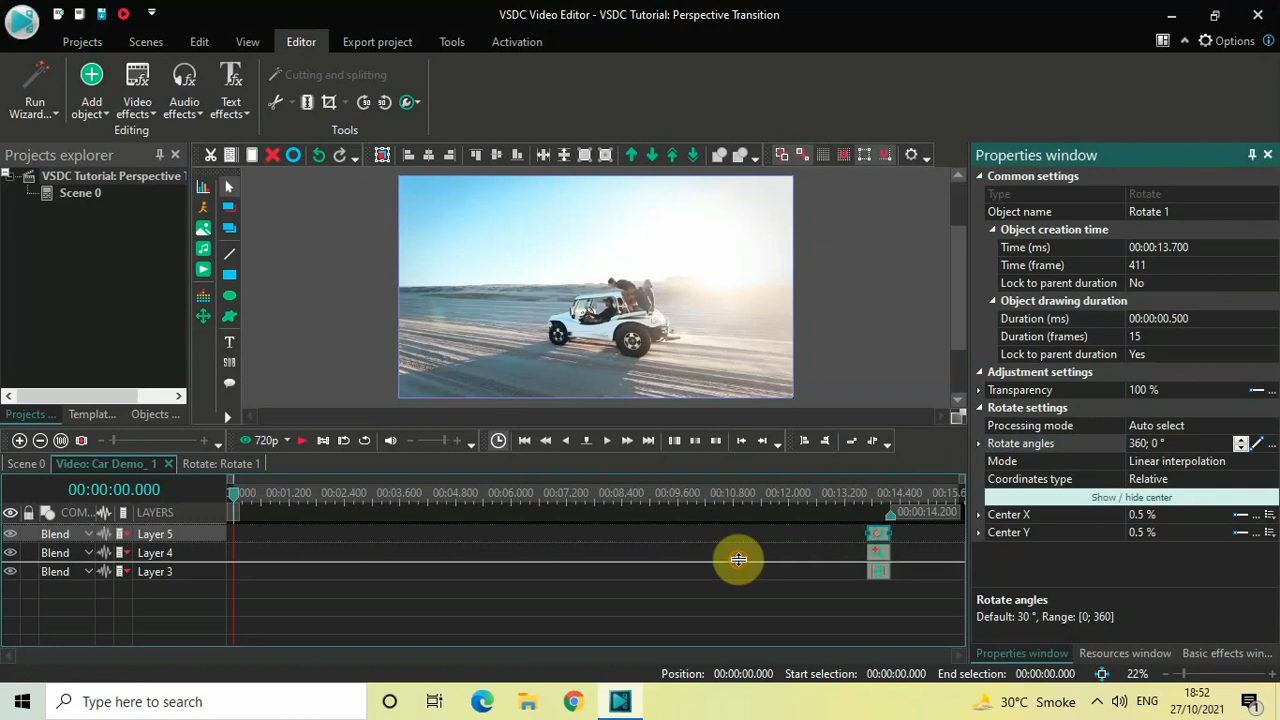 VSDC Video Editor - VSDC Tutorial: Perspective Transition
Projects Scenes Edit View Editor Export project Tools Activation Options
Run Wizard...
Add object
Video effects
Audio effects
Text effects
Editing
Cutting and splitting
Tools
Projects explorer
VSDC Tutorial: Perspective T
Scene 0
Projects ... Templat... Objects ...
720p
Scene 0 Video: Car Demo_ 1 Rotate: Rotate 1
00:00:00.000
000 00:01.200 00:02.400 00:03.600 00:04.800 00:06.000 00:07.200 00:08.400 00:09.600 00:10.800 00:12.000 00:13.200 00:14.400 00:15.6
00:00:14.200
COM... LAYERS
Blend Layer 5
Blend Layer 4
Blend Layer 3
Properties window
Common settings
Type Rotate
Object name Rotate 1
Object creation time
Time (ms) 00:00:13.700
Time (frame) 411
Lock to parent duration No
Object drawing duration
Duration (ms) 00:00:00.500
Duration (frames) 15
Lock to parent duration Yes
Adjustment settings
Transparency 100 %
Rotate settings
Processing mode Auto select
Rotate angles 360; 0 °
Mode Linear interpolation
Coordinates type Relative
Show / hide center
Center X 0.5 %
Center Y 0.5 %
Rotate angles
Default: 30 °, Range: [0; 360]
Properties window Resources window Basic effects win...
Position: 00:00:00.000 Start selection: 00:00:00.000 End selection: 00:00:00.000 22%
Type here to search
30°C Smoke
ENG
18:52
27/10/2021